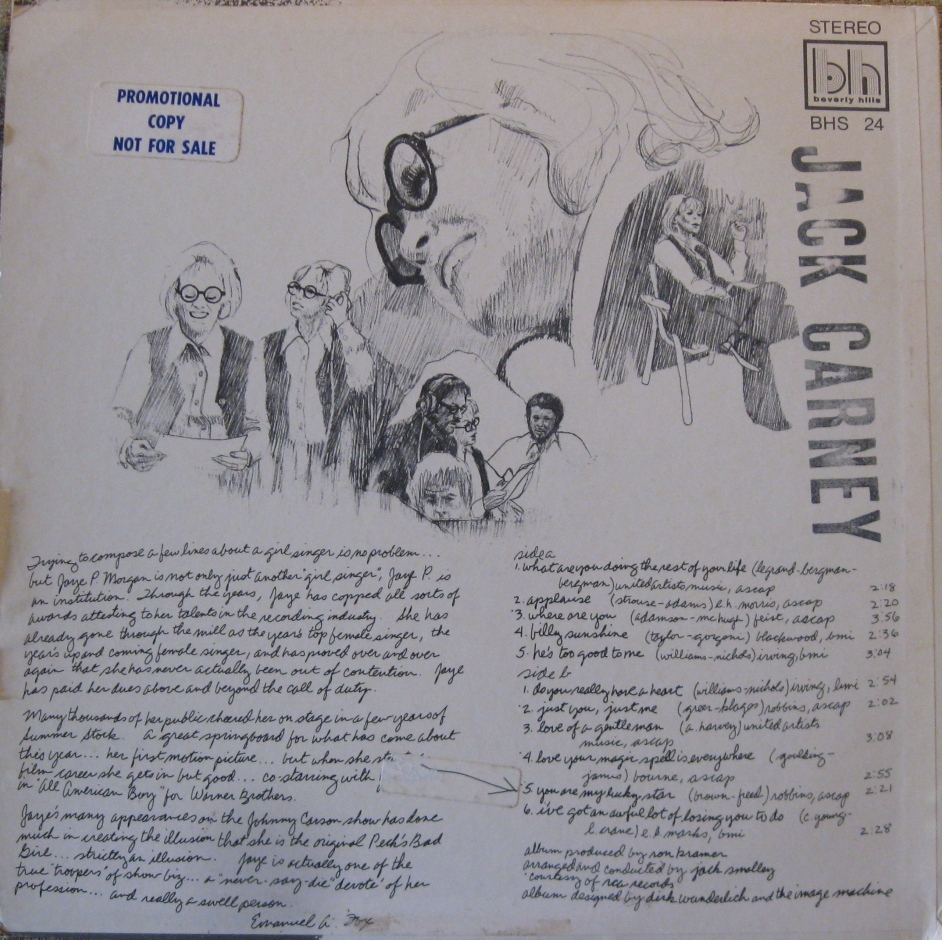 STEREO
bh
beverly hills
BHS 24
PROMOTIONAL
COPY
NOT FOR SALE
JACK CARNEY
Trying to compose a few lines about a girl singer is no problem...
but Jaye P. Morgan is not only just another "girl singer", Jaye P. is
an institution. Through the years, Jaye has copped all sorts of
awards attesting to her talents in the recording industry. She has
already gone through the mill as the year's top female singer, the
year's up and coming female singer, and has proved over and over
again that she has never actually been out of contention. Jaye
has paid her dues above and beyond the call of duty.
Many thousands of her public cheered her on stage in a few years of
summer stock. A great springboard for what has come about
this year... her first motion picture... but when she
film career she gets in but good... co starring with
in "All American Boy" for Warner Brothers.
Jaye's many appearances on the Johnny Carson show has done
much in creating the illusion that she is the original Peck's Bad
Girl... strictly an illusion. Jaye is actually one of the
true "troopers" of show biz... a "never-say-die" devoté of her
profession... and really a swell person.
Emanuel A. Fox
side a
1. what are you doing the rest of your life (legrand-bergman-
bergman) united artists music, ascap 2:18
2. applause (strouse-adams) e.h. morris, ascap 2:20
3. where are you (adamson-mc hugh) feist, ascap 3:56
4. billy sunshine (taylor-gorgoni) blackwood, bmi 2:36
5. he's too good to me (williams-nichols) irving, bmi 3:04
side b
1. do you really have a heart (williams-nichols) irving, bmi 2:54
2. just you, just me (greer-klages) robbins, ascap 2:02
3. love of a gentleman (a. harvey) united artists
music, ascap 3:08
4. love your magic spell is everywhere (goulding-
janis) bourne, ascap 2:55
5. you are my lucky star (brown-freed) robbins, ascap 2:21
6. i've got an awful lot of losing you to do (c. young-
l. crane) e.b. marks, bmi 2:28
album produced by ron kramer
arranged and conducted by jack smalley
courtesy of rca records
album designed by dirk wunderlich and the image machine